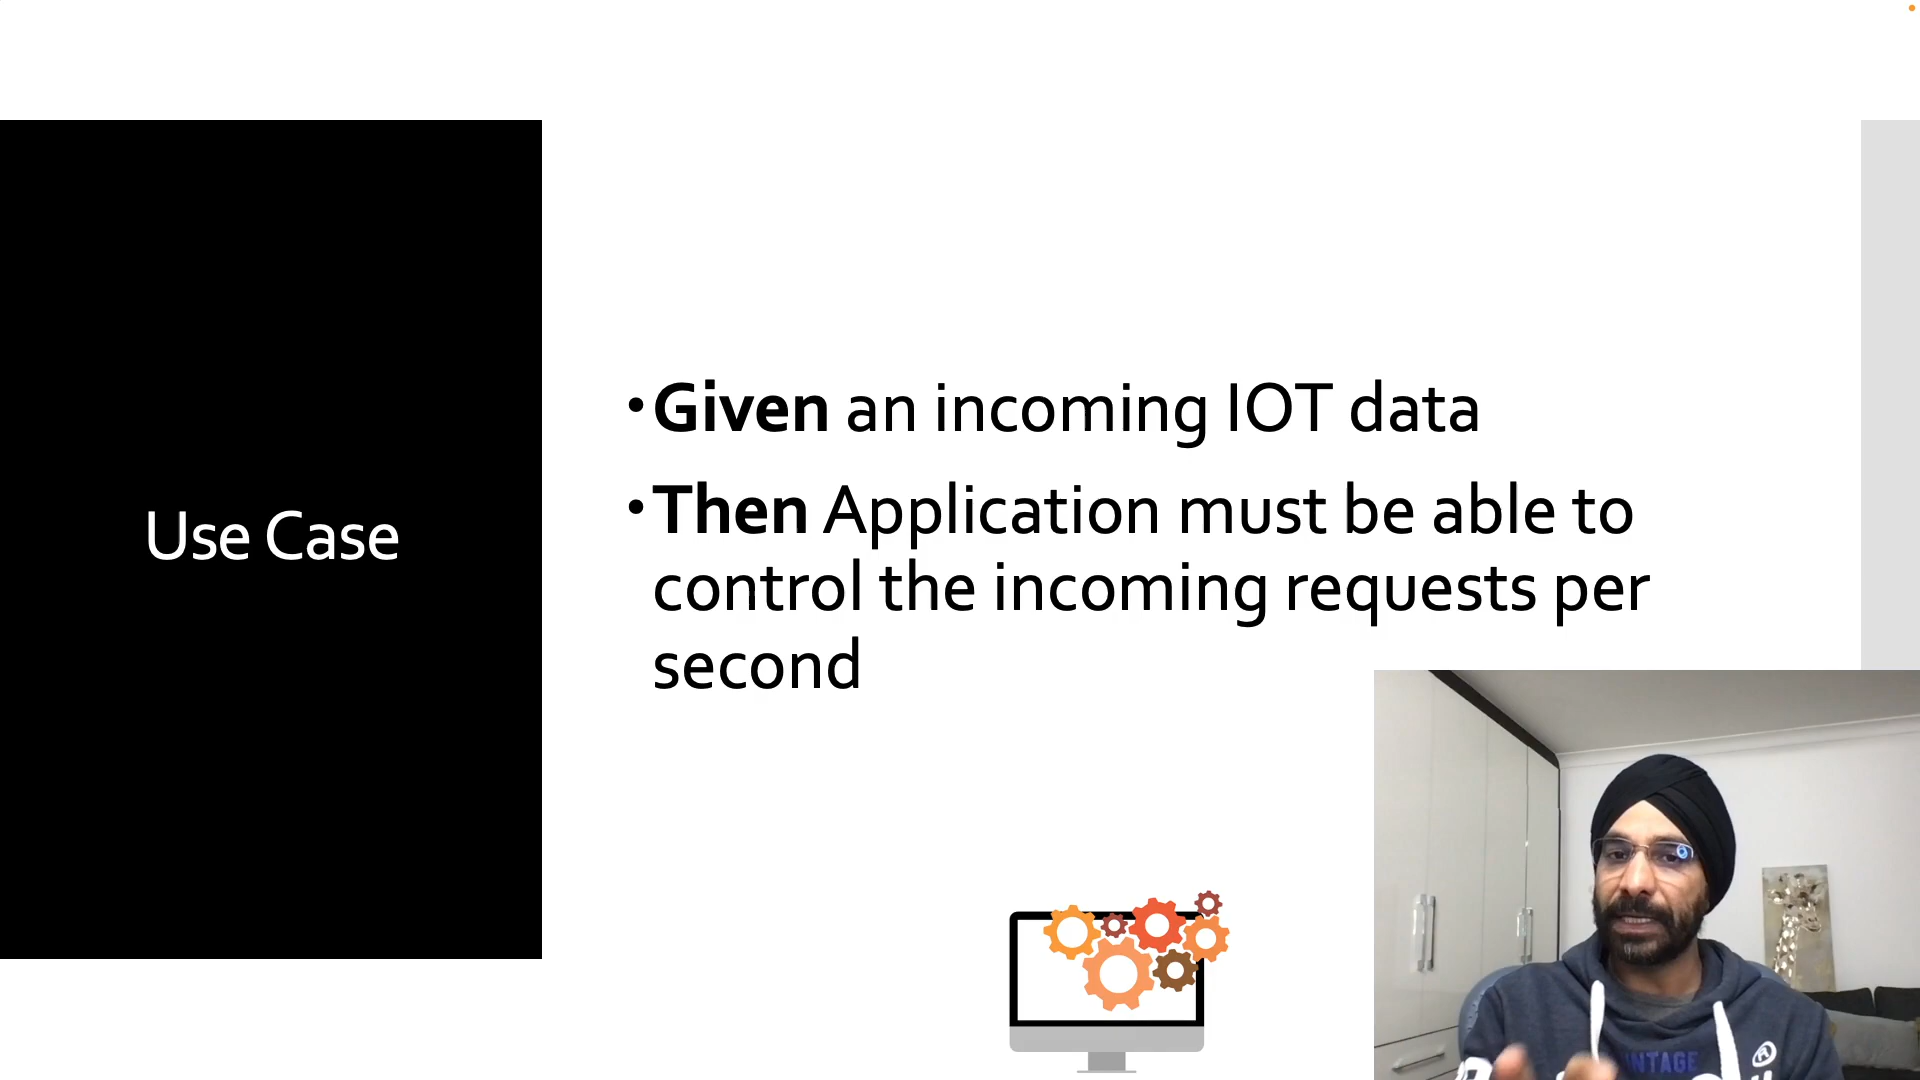 Use Case
• Given an incoming IOT data
• Then Application must be able to
control the incoming requests per
second
®